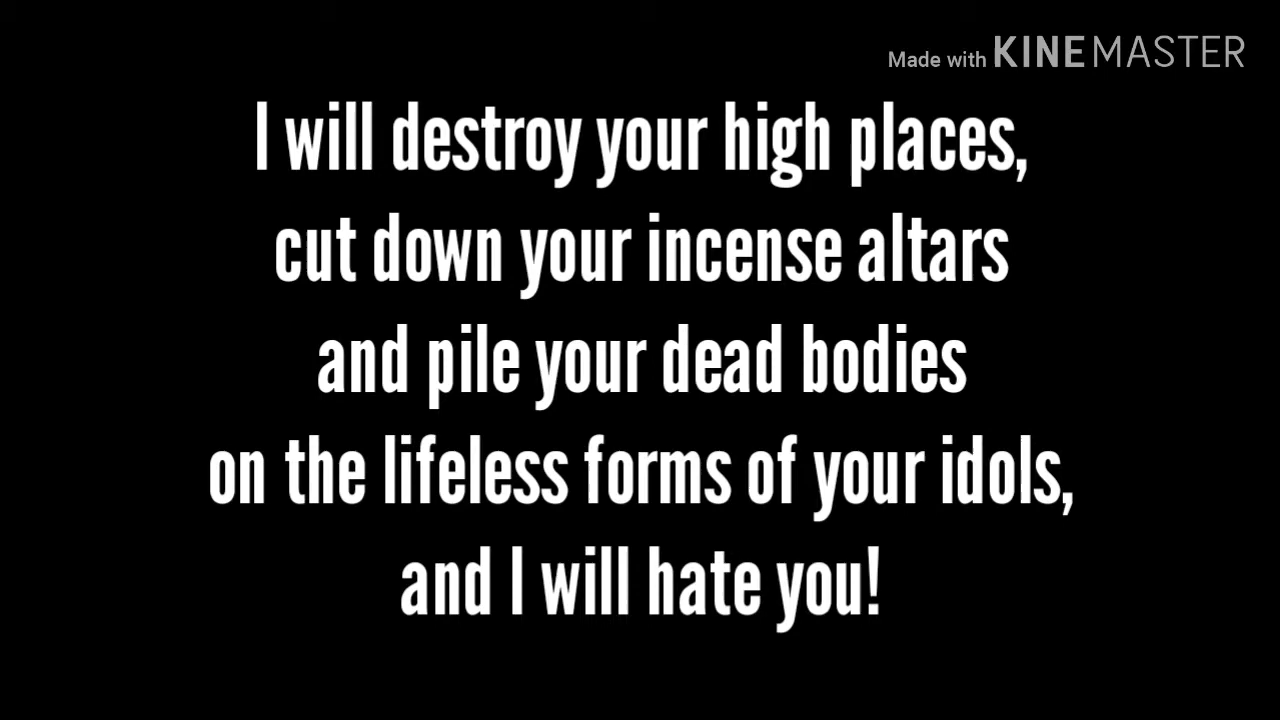 Made with KINEMASTER
I will destroy your high places,
cut down your incense altars
and pile your dead bodies
on the lifeless forms of your idols,
and I will hate you!